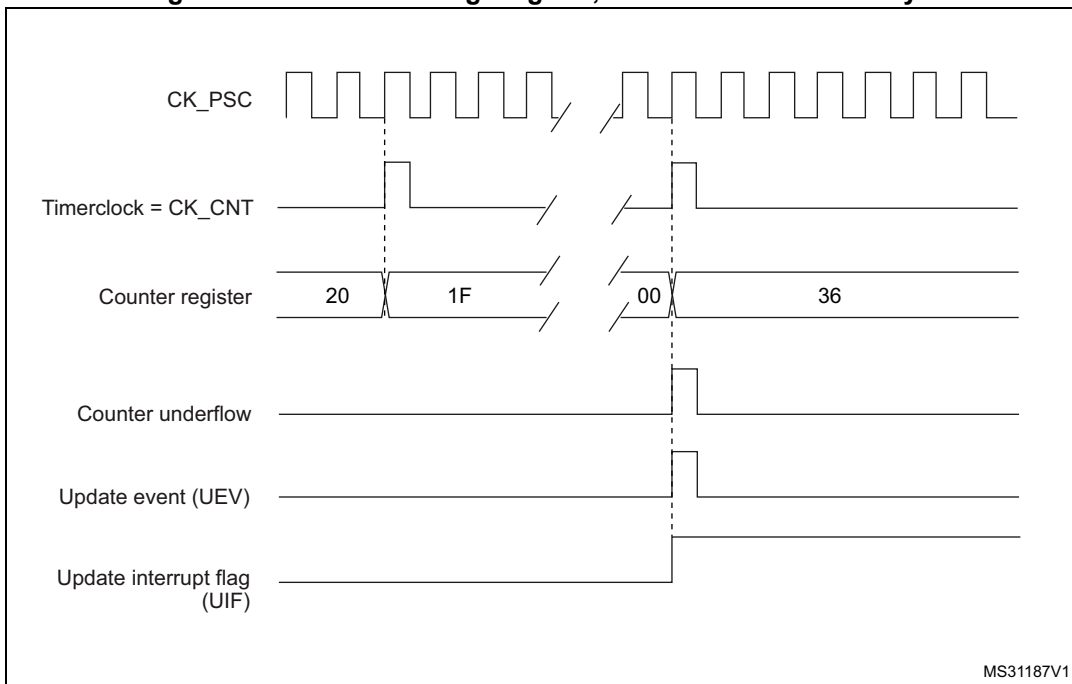 CK_PSC
Timerclock = CK_CNT
Counter register
20
1F
00
36
Counter underflow
Update event (UEV)
Update interrupt flag
(UIF)
MS31187V1